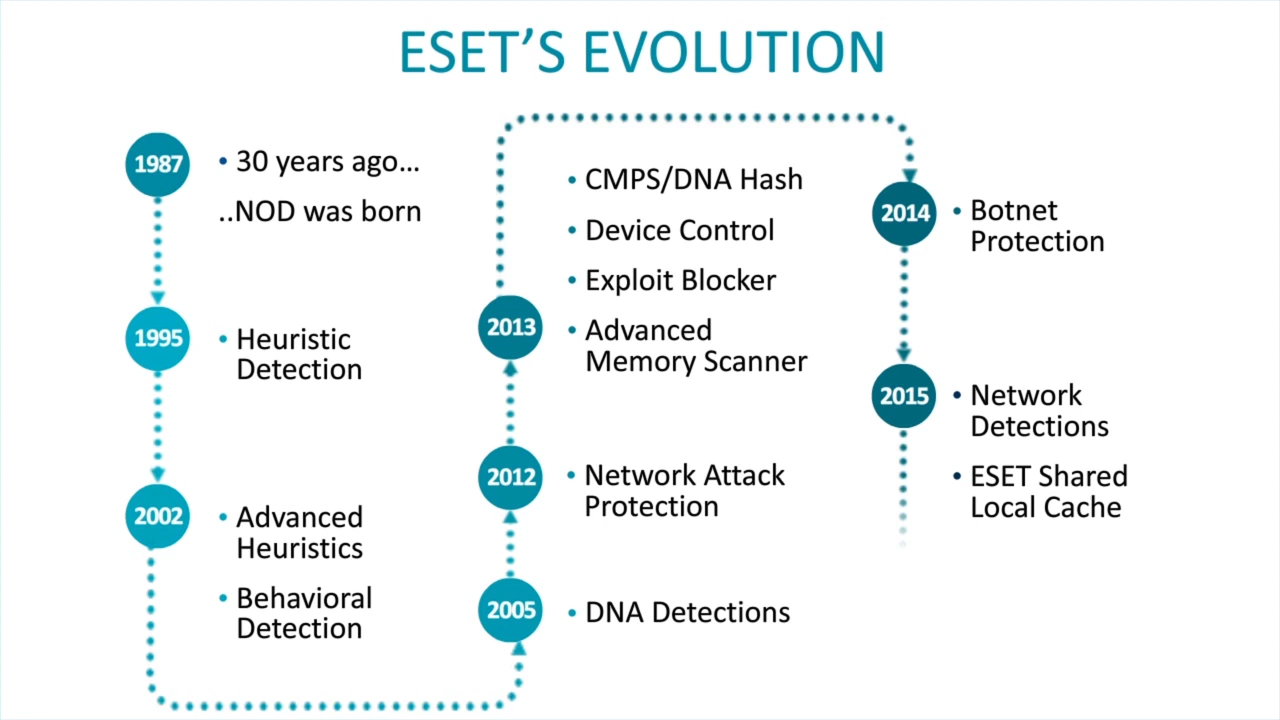 ESET’S EVOLUTION
1987
• 30 years ago...
..NOD was born
1995
• Heuristic
Detection
2002
• Advanced
Heuristics
• Behavioral
Detection
2005
• DNA Detections
2012
• Network Attack
Protection
2013
• CMPS/DNA Hash
• Device Control
• Exploit Blocker
• Advanced
Memory Scanner
2014
• Botnet
Protection
2015
• Network
Detections
• ESET Shared
Local Cache